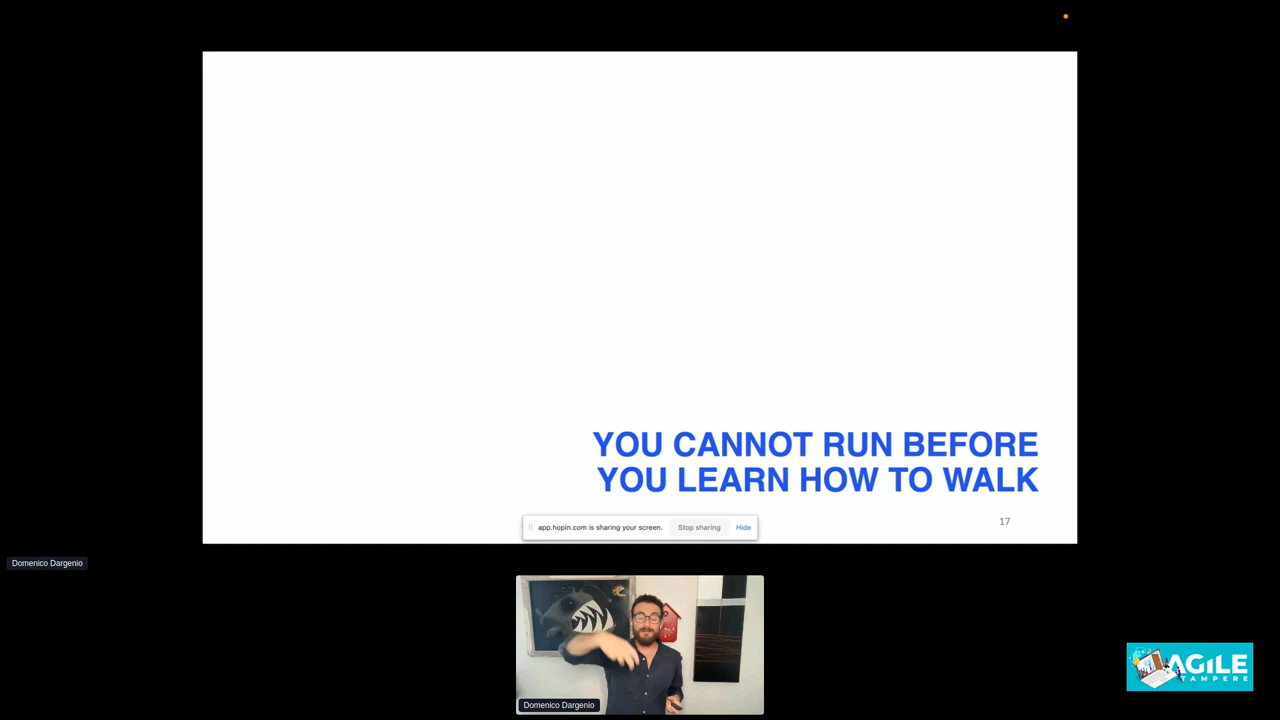 YOU CANNOT RUN BEFORE
YOU LEARN HOW TO WALK
17
app.hopin.com is sharing your screen. Stop sharing Hide
Domenico Dargenio
Domenico Dargenio
AGILE
TAMPERE